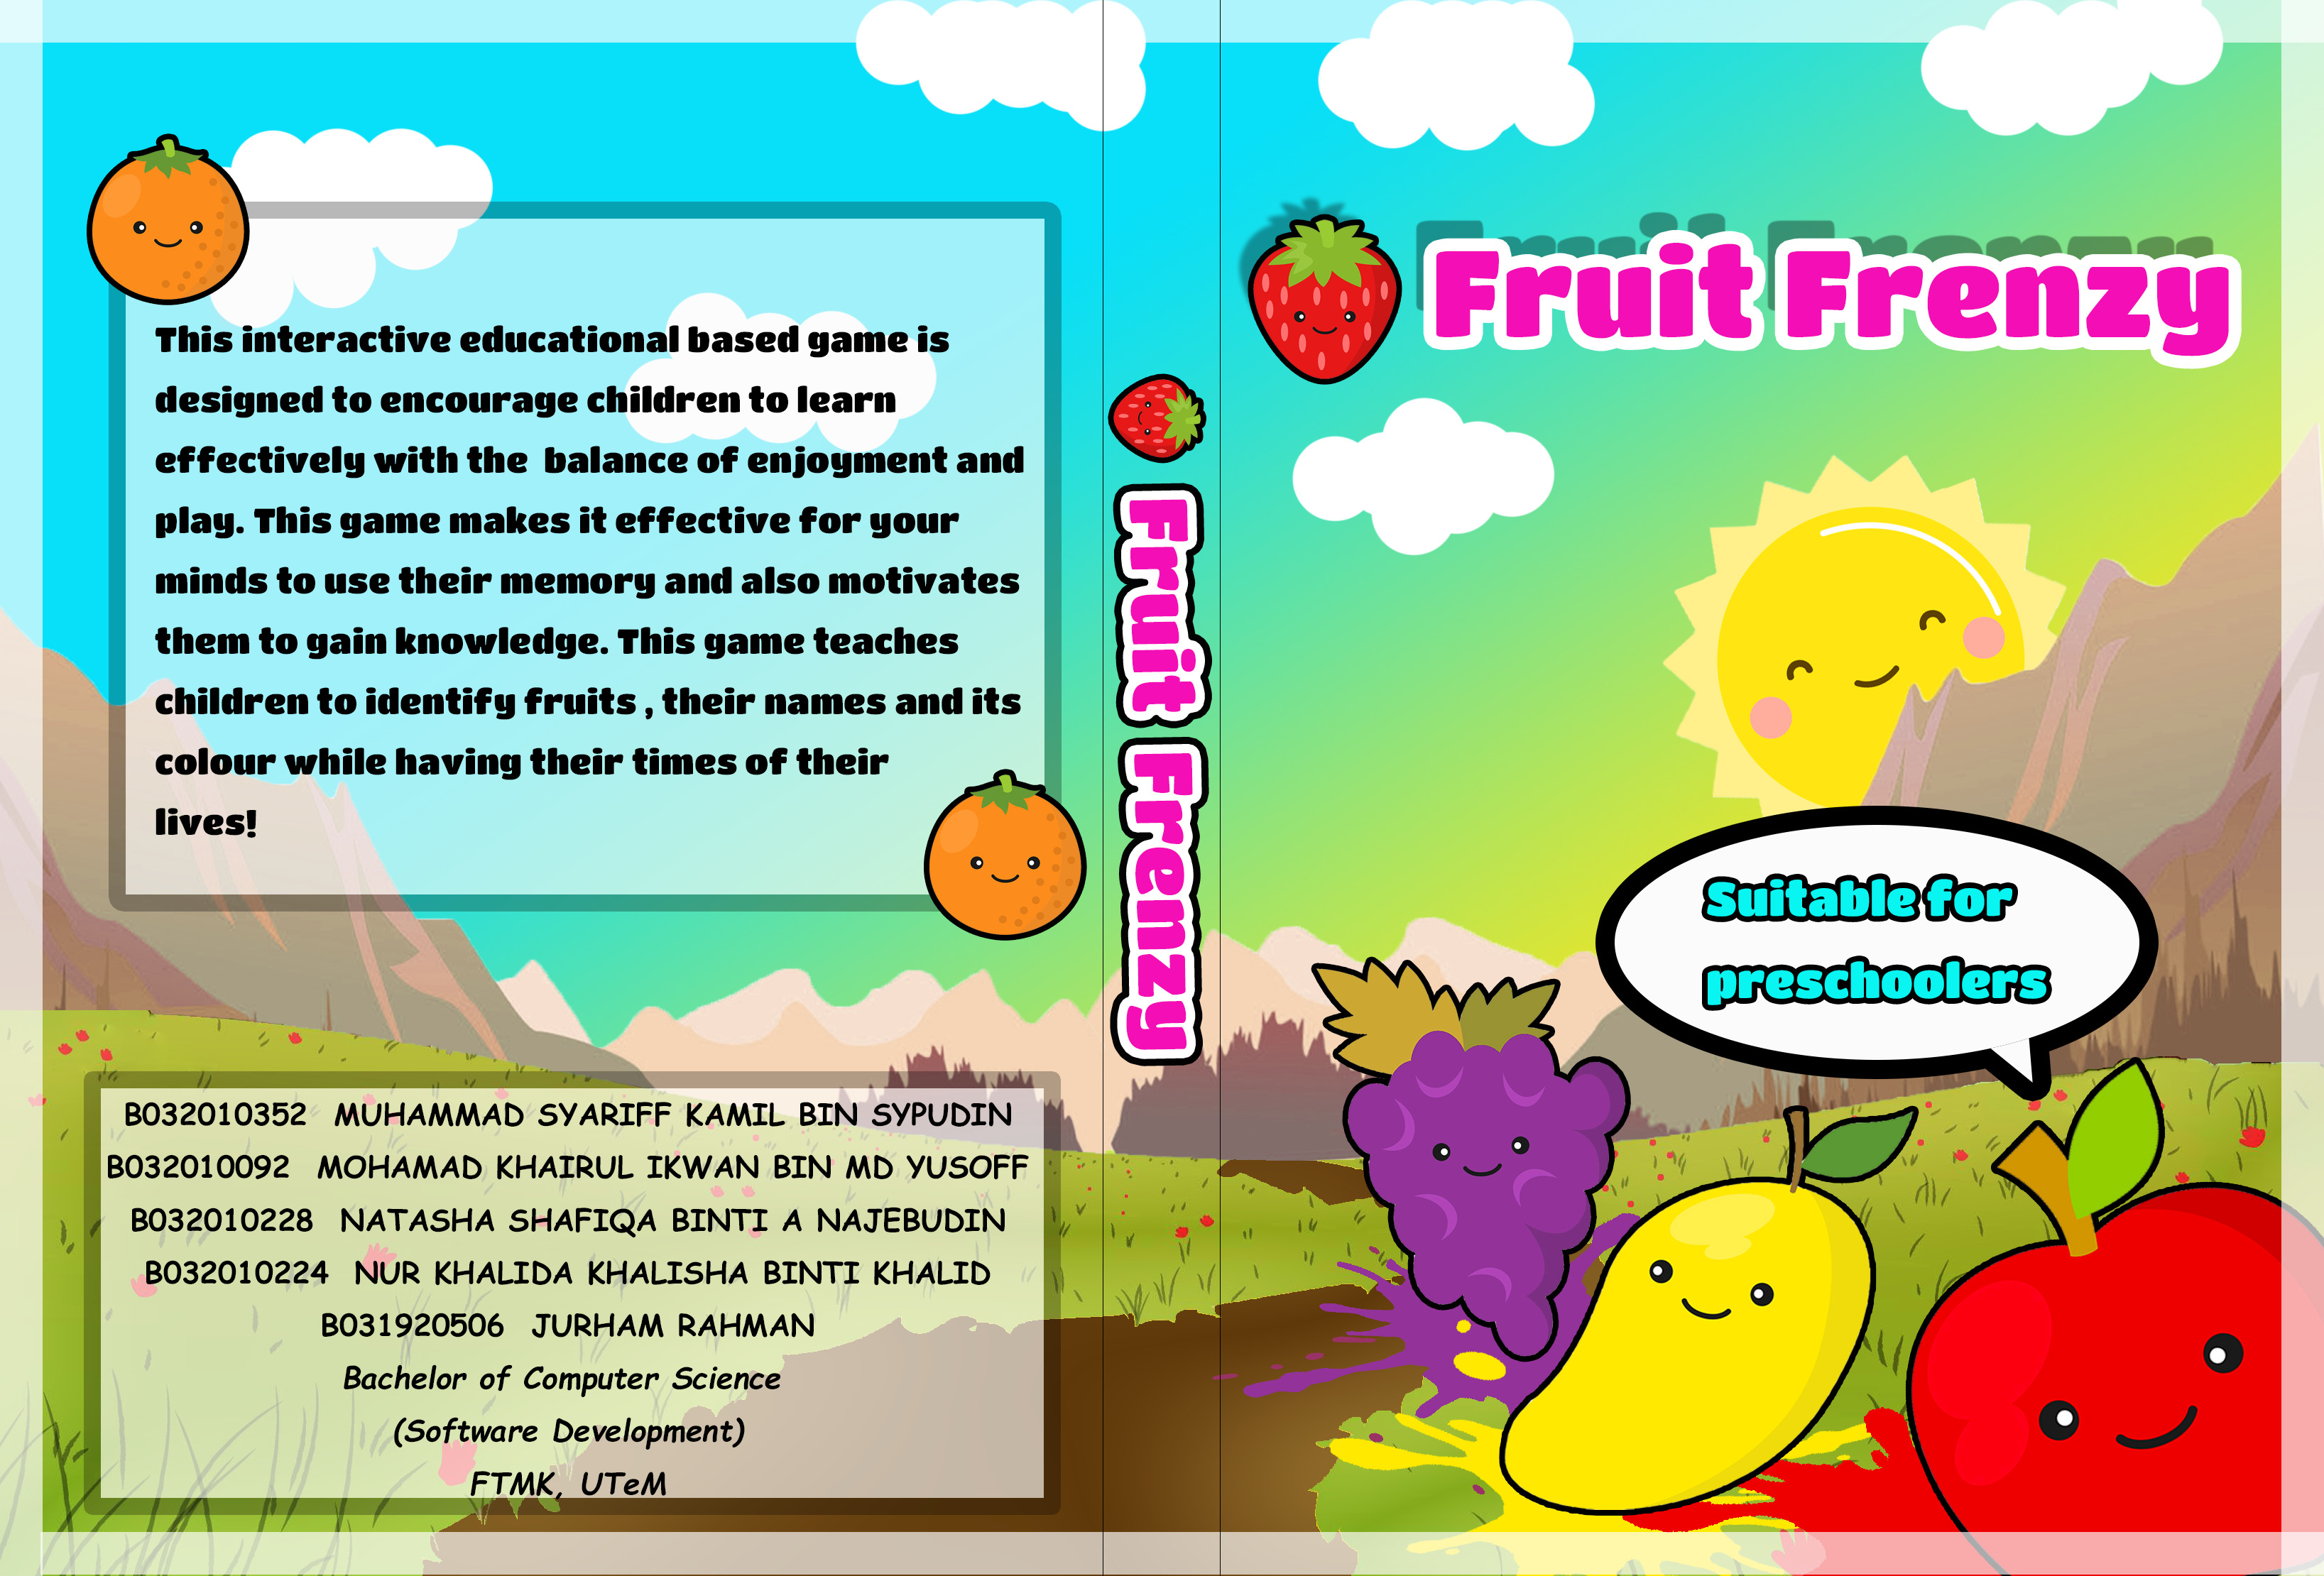 This interactive educational based game is
designed to encourage children to learn
effectively with the balance of enjoyment and
play. This game makes it effective for your
minds to use their memory and also motivates
them to gain knowledge. This game teaches
children to identify fruits , their names and its
colour while having their times of their
lives!
B032010352 MUHAMMAD SYARIFF KAMIL BIN SYPUDIN
B032010092 MOHAMAD KHAIRUL IKWAN BIN MD YUSOFF
B032010228 NATASHA SHAFIQA BINTI A NAJEBUDIN
B032010224 NUR KHALIDA KHALISHA BINTI KHALID
B031920506 JURHAM RAHMAN
Bachelor of Computer Science
(Software Development)
FTMK, UTeM
Fruit Frenzy
Fruit Frenzy
Suitable for
preschoolers